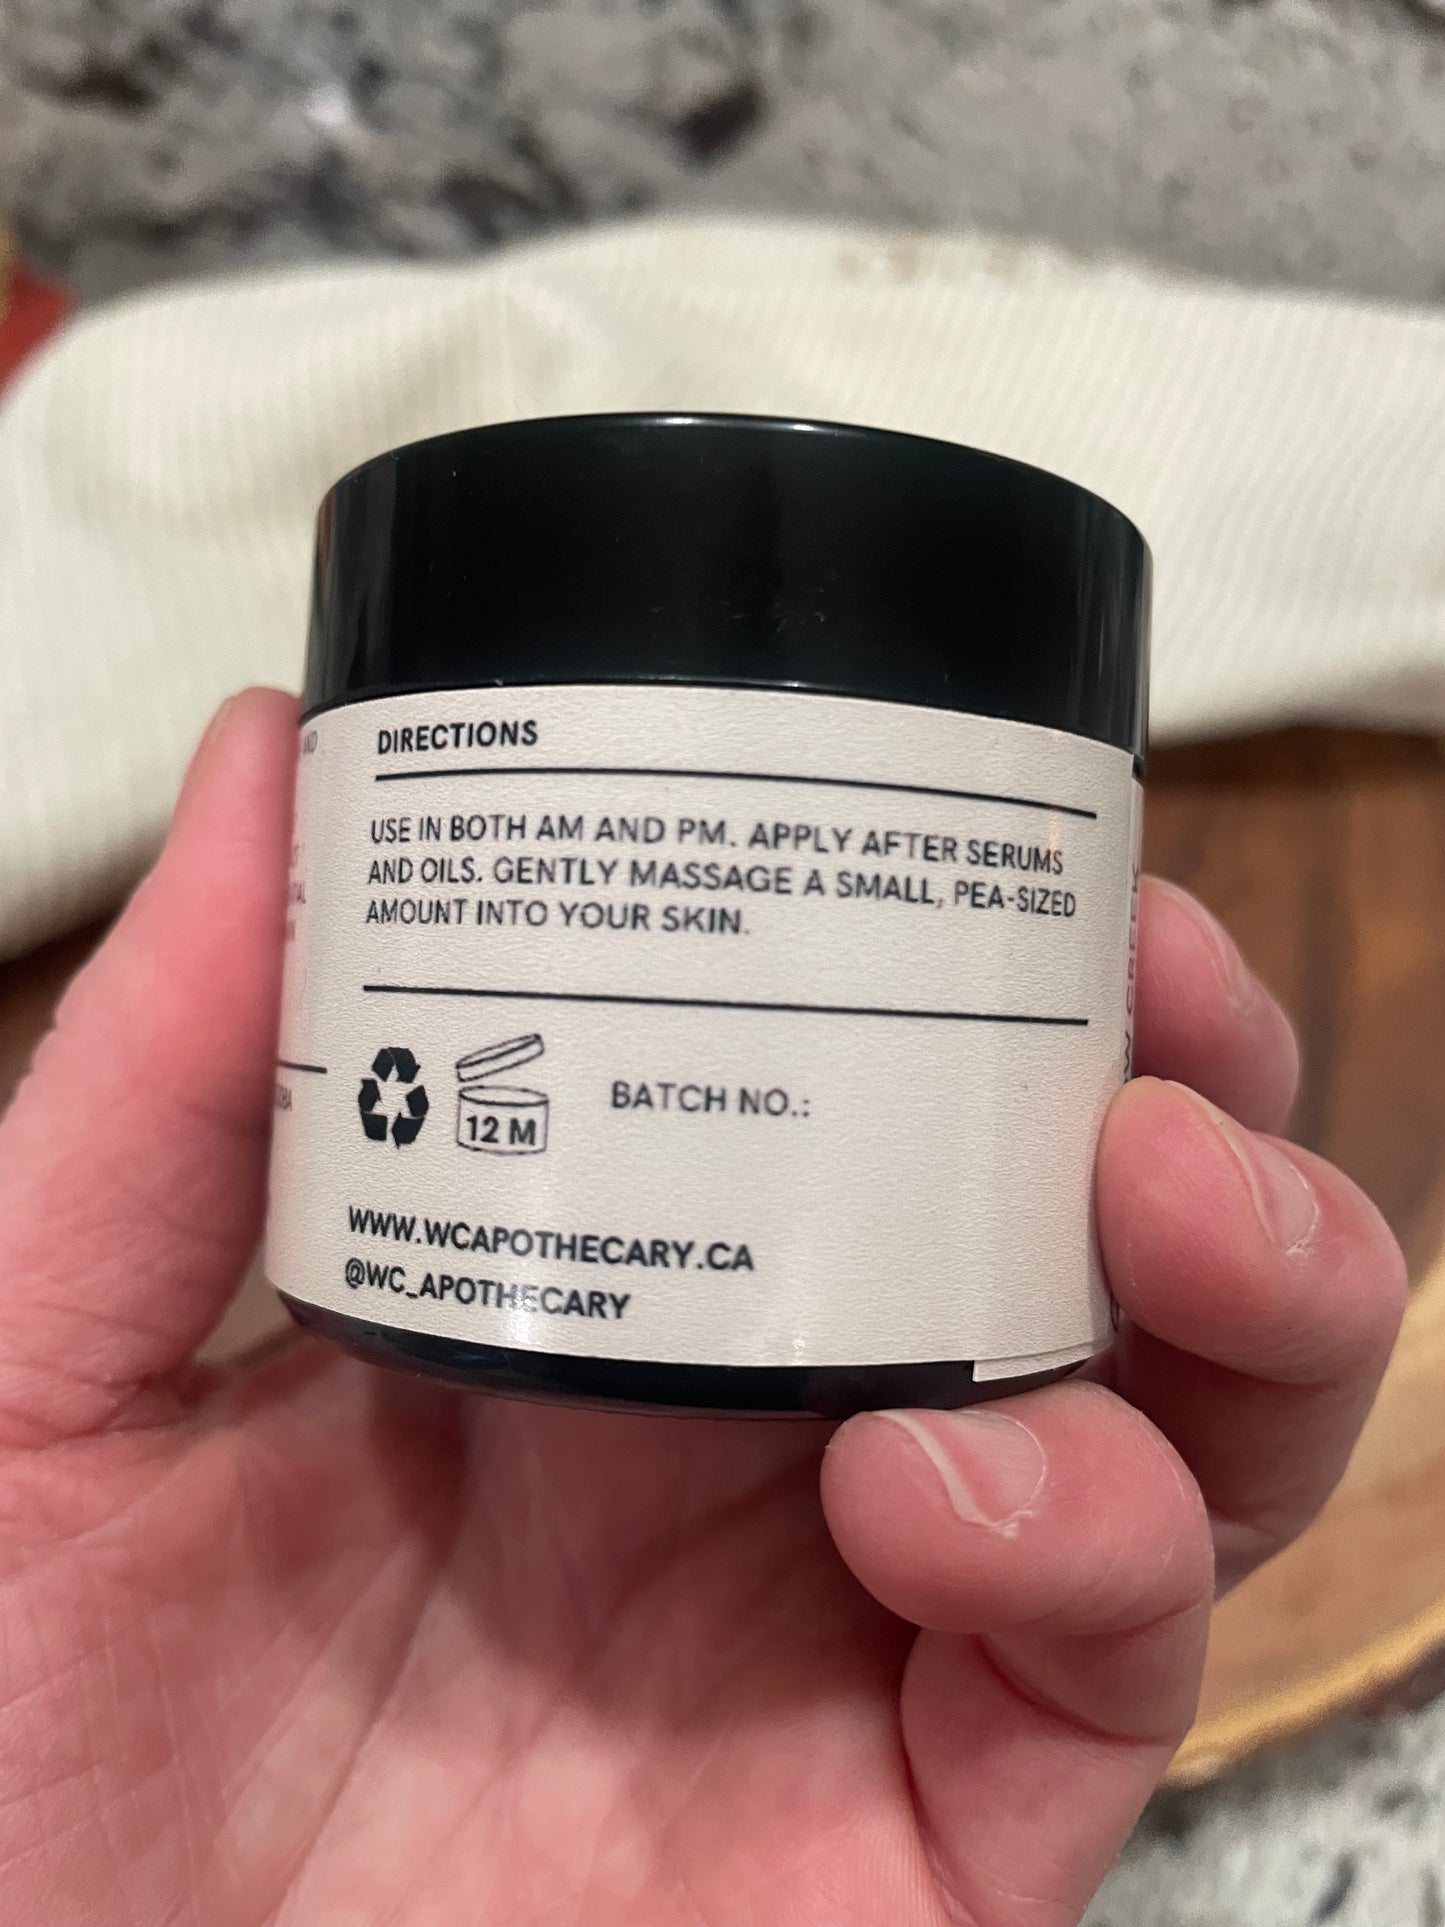 DIRECTIONS
USE IN BOTH AM AND PM. APPLY AFTER SERUMS
AND OILS. GENTLY MASSAGE A SMALL, PEA-SIZED
AMOUNT INTO YOUR SKIN.
12 M
BATCH NO.:
WWW.WCAPOTHECARY.CA
@WC_APOTHECARY